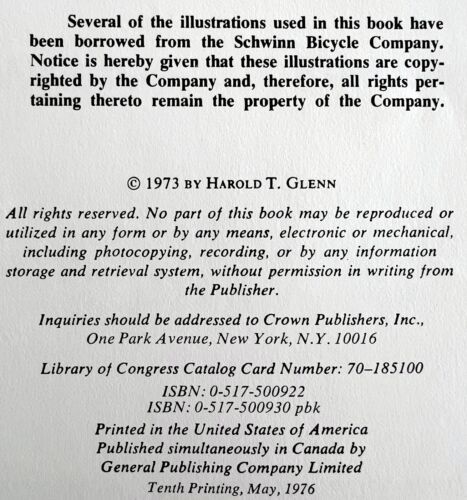 Several of the illustrations used in this book have
been borrowed from the Schwinn Bicycle Company.
Notice is hereby given that these illustrations are copy-
righted by the Company and, therefore, all rights per-
taining thereto remain the property of the Company.
© 1973 BY HAROLD T. GLENN
All rights reserved. No part of this book may be reproduced or
utilized in any form or by any means, electronic or mechanical,
including photocopying, recording, or by any information
storage and retrieval system, without permission in writing from
the Publisher.
Inquiries should be addressed to Crown Publishers, Inc.,
One Park Avenue, New York, N.Y. 10016
Library of Congress Catalog Card Number: 70–185100
ISBN: 0-517-500922
ISBN: 0-517-500930 pbk
Printed in the United States of America
Published simultaneously in Canada by
General Publishing Company Limited
Tenth Printing, May, 1976